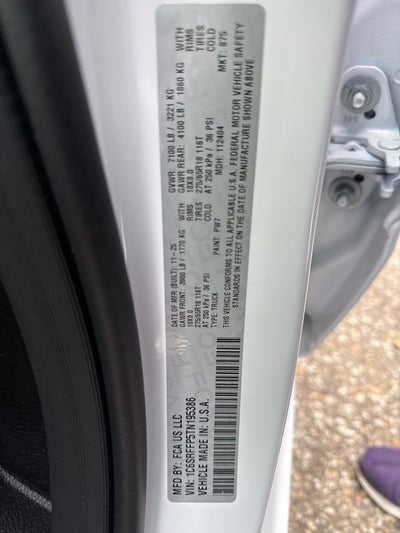 MFD BY: FCA US LLC
VIN: 1C6SRFFP5TN195386
VEHICLE MADE IN: U.S.A.
DATE OF MFR (BUILT): 11-25
GAWR FRONT: 3900 LB / 1770 KG WITH
18X8.0 RIMS
275/65R18 116T TIRES
AT 250 kPa / 36 PSI COLD
TYPE: TRUCK PAINT: PW7
GVWR: 7100 LB / 3221 KG
GAWR REAR: 4100 LB / 1860 KG WITH
18X8.0 RIMS
275/65R18 116T TIRES
AT 250 kPa / 36 PSI COLD
MDH: 112404 MKT: B75
THIS VEHICLE CONFORMS TO ALL APPLICABLE U.S.A. FEDERAL MOTOR VEHICLE SAFETY
STANDARDS IN EFFECT ON THE DATE OF MANUFACTURE SHOWN ABOVE.